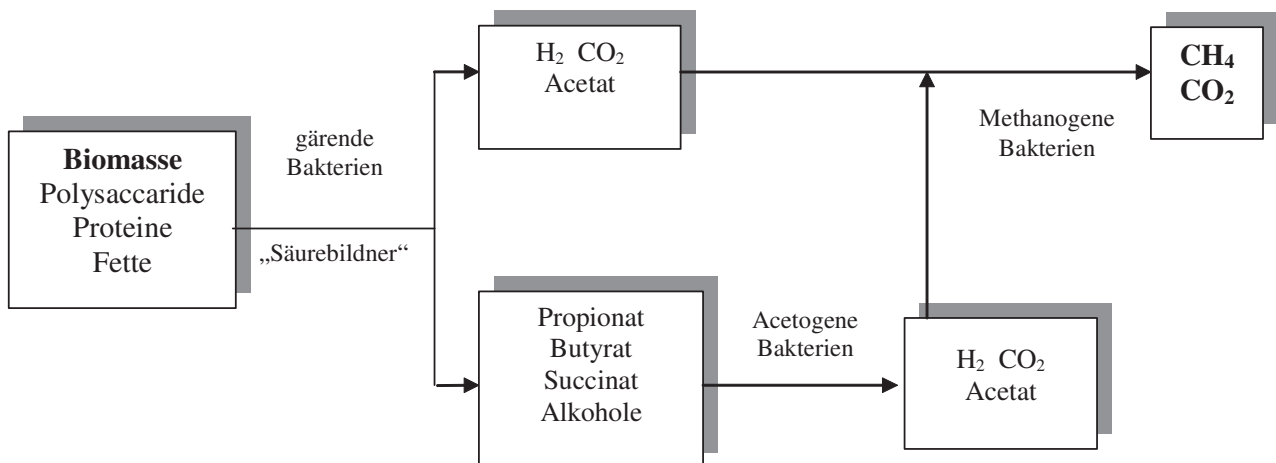 Biomasse
Polysaccaride
Proteine
Fette
gärende
Bakterien
„Säurebildner“
H₂ CO₂
Acetat
Propionat
Butyrat
Succinat
Alkohole
Acetogene
Bakterien
H₂ CO₂
Acetat
Methanogene
Bakterien
CH₄
CO₂